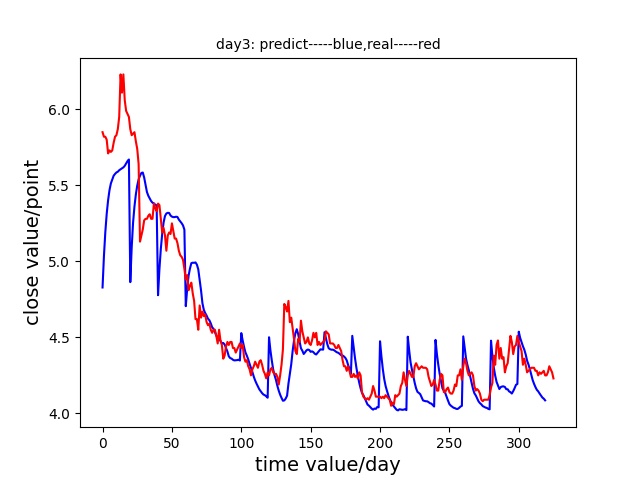 day3: predict-----blue,real-----red
close value/point
6.0
5.5
5.0
4.5
4.0
0 50 100 150 200 250 300
time value/day